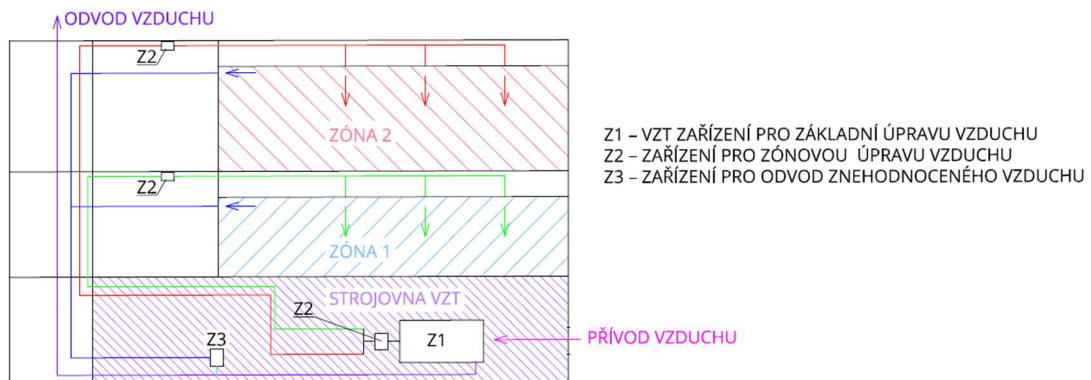 ODVOD VZDUCHU
Z2
ZÓNA 2
Z2
ZÓNA 1
STROJOVNA VZT
Z2
Z3
Z1
PŘÍVOD VZDUCHU
Z1 – VZT ZAŘÍZENÍ PRO ZÁKLADNÍ ÚPRAVU VZDUCHU
Z2 – ZAŘÍZENÍ PRO ZÓNOVOU ÚPRAVU VZDUCHU
Z3 – ZAŘÍZENÍ PRO ODVOD ZNEHODNOCENÉHO VZDUCHU